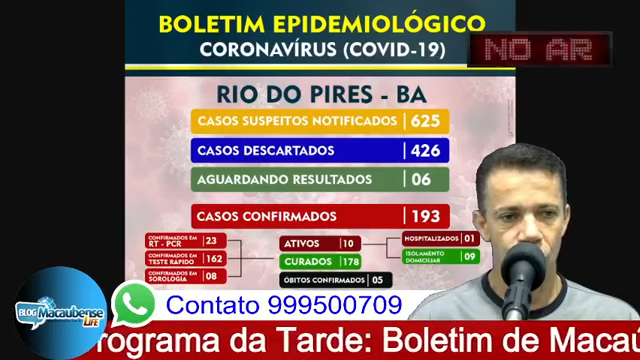 BOLETIM EPIDEMIOLÓGICO
CORONAVÍRUS (COVID-19)
NO AR
RIO DO PIRES - BA
CASOS SUSPEITOS NOTIFICADOS 625
CASOS DESCARTADOS 426
AGUARDANDO RESULTADOS 06
CASOS CONFIRMADOS 193
CONFIRMADOS EM RT - PCR 23
CONFIRMADOS EM TESTE RAPIDO 162
CONFIRMADOS EM SOROLOGIA 08
ATIVOS 10
CURADOS 178
ÓBITOS CONFIRMADOS 05
HOSPITALIZADOS 01
ISOLAMENTO DOMICILIAR 09
BLOG Macaubense LIFE
Contato 999500709
rograma da Tarde: Boletim de Macaú